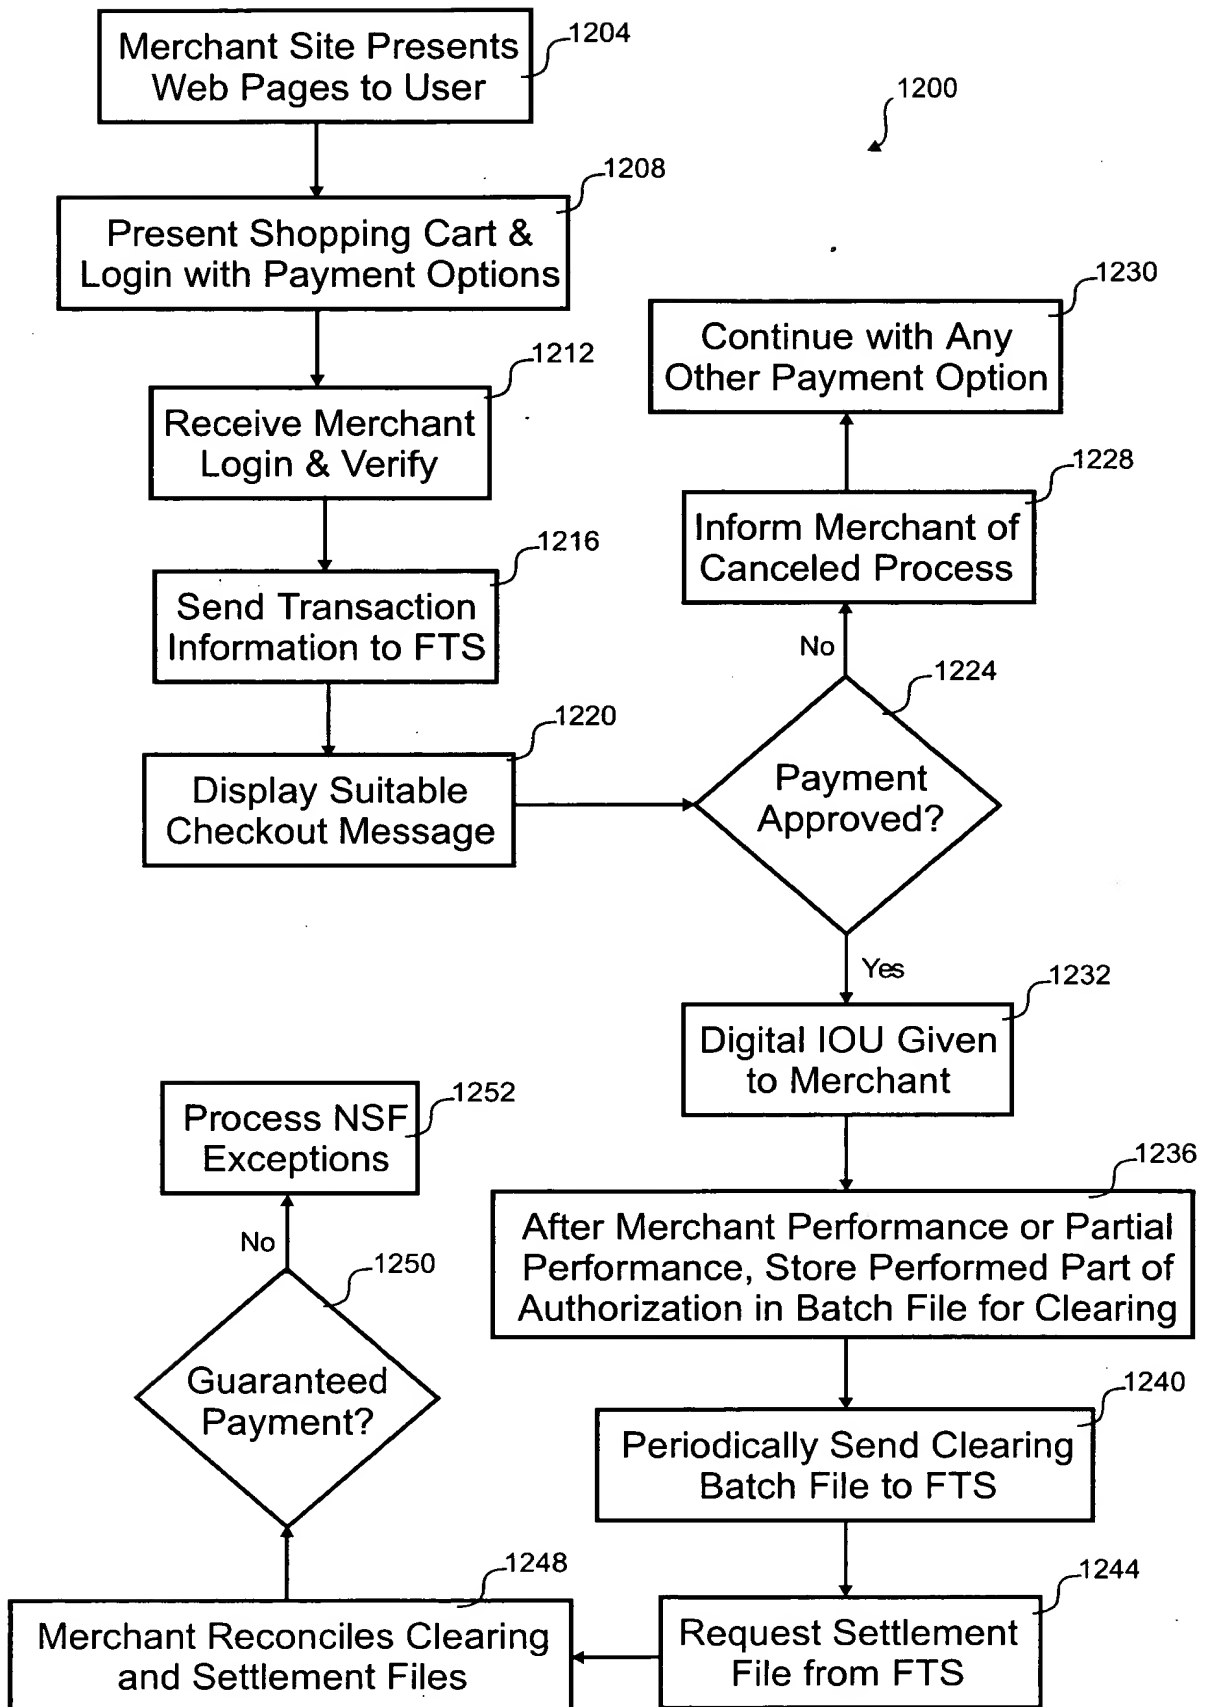 Merchant Site Presents
Web Pages to User
1204
1200
Present Shopping Cart &
Login with Payment Options
1208
Receive Merchant
Login & Verify
1212
Send Transaction
Information to FTS
1216
Display Suitable
Checkout Message
1220
Continue with Any
Other Payment Option
1230
Inform Merchant of
Canceled Process
1228
No
Payment
Approved?
1224
Yes
Digital IOU Given
to Merchant
1232
After Merchant Performance or Partial
Performance, Store Performed Part of
Authorization in Batch File for Clearing
1236
Periodically Send Clearing
Batch File to FTS
1240
Request Settlement
File from FTS
1244
Merchant Reconciles Clearing
and Settlement Files
1248
Guaranteed
Payment?
1250
No
Process NSF
Exceptions
1252